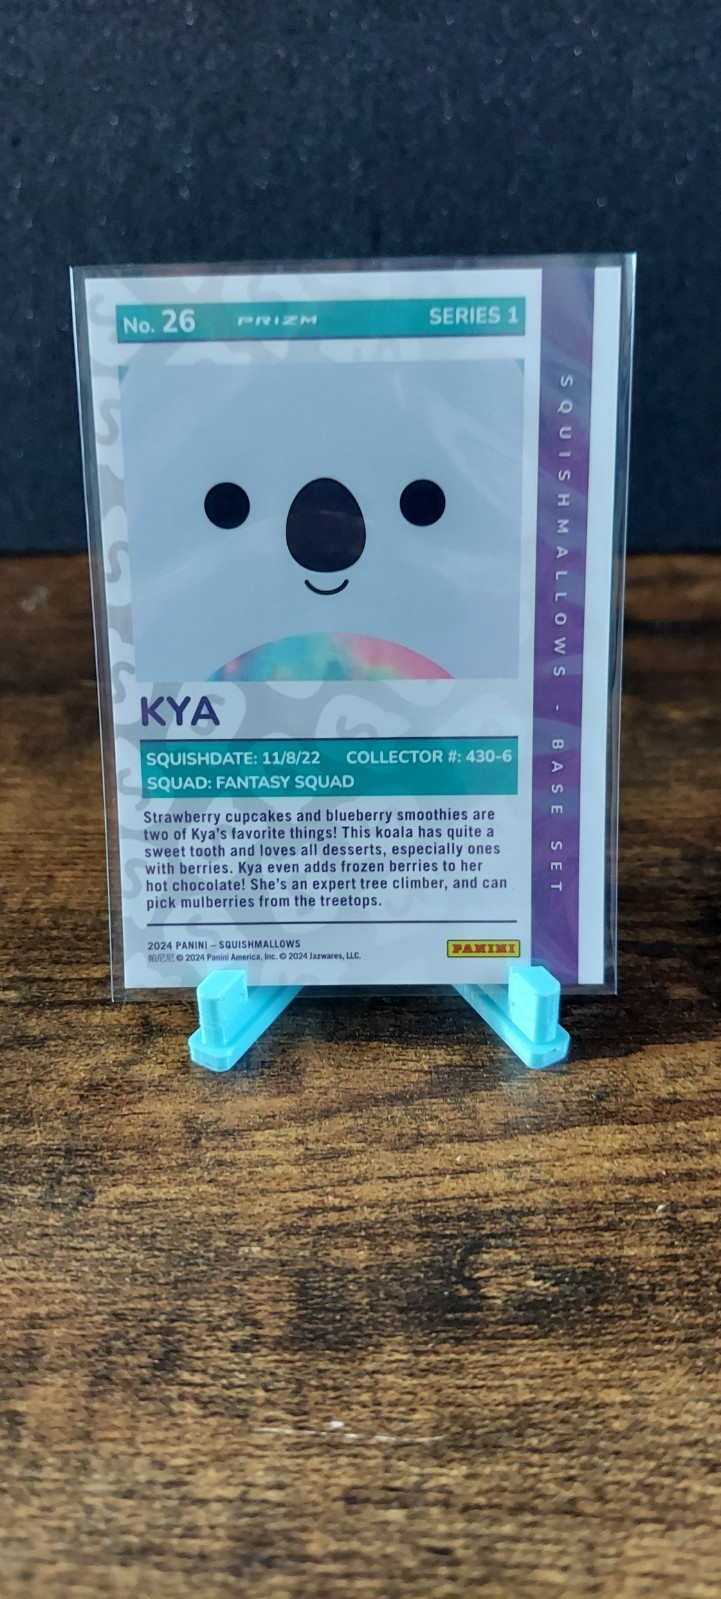 No. 26 PRIZM SERIES 1
KYA
SQUISHDATE: 11/8/22 COLLECTOR #: 430-6
SQUAD: FANTASY SQUAD
Strawberry cupcakes and blueberry smoothies are
two of Kya's favorite things! This koala has quite a
sweet tooth and loves all desserts, especially ones
with berries. Kya even adds frozen berries to her
hot chocolate! She's an expert tree climber, and can
pick mulberries from the treetops.
2024 PANINI – SQUISHMALLOWS
帕尼尼 © 2024 Panini America, Inc. © 2024 Jazwares, LLC.
PANINI
SQUISHMALLOWS - BASE SET